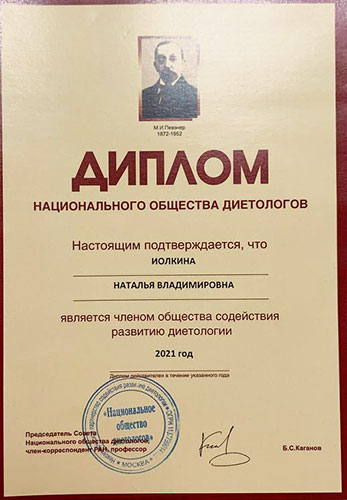 М.И.Певзнер
1872-1952
ДИПЛОМ
НАЦИОНАЛЬНОГО ОБЩЕСТВА ДИЕТОЛОГОВ
Настоящим подтверждается, что
ИОЛКИНА
НАТАЛЬЯ ВЛАДИМИРОВНА
является членом общества содействия
развитию диетологии
2021 год
Диплом действителен в течение указанного года
«Национальное
общество
диетологов»
МОСКВА
Председатель Совета
Национального общества диетологов,
член-корреспондент РАН, профессор
Б.С.Каганов